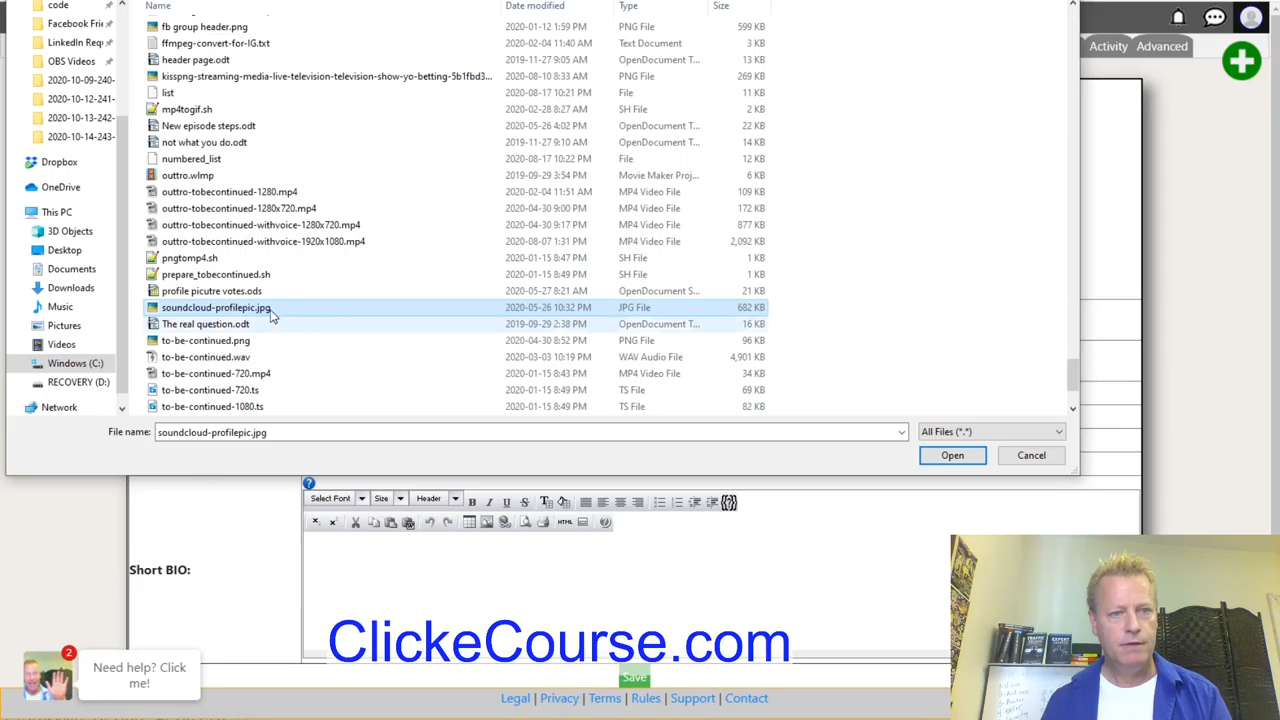 code
Facebook Frie
LinkedIn Requ
OBS Videos
2020-10-09-240-
2020-10-12-241-
2020-10-13-242-
2020-10-14-243-
Dropbox
OneDrive
This PC
3D Objects
Desktop
Documents
Downloads
Music
Pictures
Videos
Windows (C:)
RECOVERY (D:)
Network
Name Date modified Type Size
fb group header.png 2020-01-12 1:59 PM PNG File 599 KB
ffmpeg-convert-for-IG.txt 2020-02-04 11:40 AM Text Document 3 KB
header page.odt 2019-11-27 9:05 AM OpenDocument T... 13 KB
kisspng-streaming-media-live-television-television-show-yo-betting-5b1fbd3... 2020-08-10 8:33 AM PNG File 269 KB
list 2020-08-17 10:21 PM File 11 KB
mp4togif.sh 2020-02-28 8:27 AM SH File 2 KB
New episode steps.odt 2020-05-26 4:02 PM OpenDocument T... 22 KB
not what you do.odt 2019-11-27 9:10 AM OpenDocument T... 14 KB
numbered_list 2020-08-17 10:22 PM File 12 KB
outtro.wlmp 2019-09-29 3:54 PM Movie Maker Proj... 6 KB
outtro-tobecontinued-1280.mp4 2020-02-04 11:51 AM MP4 Video File 109 KB
outtro-tobecontinued-1280x720.mp4 2020-04-30 9:00 PM MP4 Video File 172 KB
outtro-tobecontinued-withvoice-1280x720.mp4 2020-04-30 9:17 PM MP4 Video File 877 KB
outtro-tobecontinued-withvoice-1920x1080.mp4 2020-08-07 1:31 PM MP4 Video File 2,092 KB
pngtomp4.sh 2020-01-15 8:47 PM SH File 1 KB
prepare_tobecontinued.sh 2020-01-15 8:49 PM SH File 1 KB
profile picutre votes.ods 2020-05-27 8:21 AM OpenDocument S... 21 KB
soundcloud-profilepic.jpg 2020-05-26 10:32 PM JPG File 682 KB
The real question.odt 2019-09-29 2:38 PM OpenDocument T... 16 KB
to-be-continued.png 2020-04-30 8:52 PM PNG File 96 KB
to-be-continued.wav 2020-03-03 10:19 PM WAV Audio File 4,901 KB
to-be-continued-720.mp4 2020-01-15 8:43 PM MP4 Video File 34 KB
to-be-continued-720.ts 2020-01-15 8:49 PM TS File 69 KB
to-be-continued-1080.ts 2020-01-15 8:49 PM TS File 82 KB
File name: soundcloud-profilepic.jpg All Files (*.*)
Open Cancel
Activity Advanced
Select Font Size Header B I U S
HTML
Short BIO:
ClickeCourse.com
2
Need help? Click
me!
Save
Legal | Privacy | Terms | Rules | Support | Contact
TRAFFIC
EXPERT
SECRETS